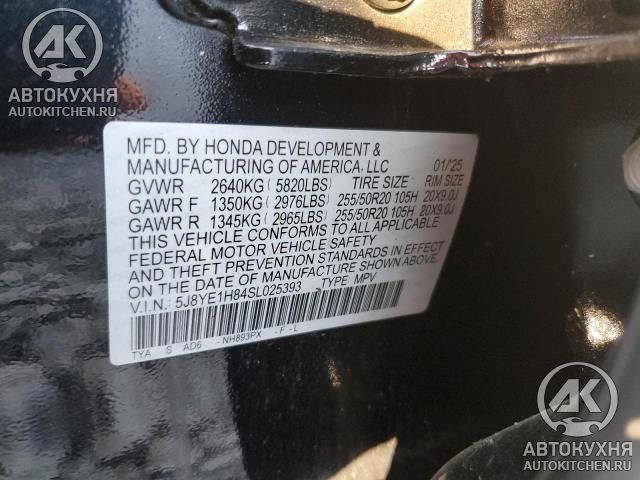 АК
АВТОКУХНЯ
AUTOKITCHEN.RU
MFD. BY HONDA DEVELOPMENT &
MANUFACTURING OF AMERICA, LLC 01/25
GVWR 2640KG (5820LBS) TIRE SIZE RIM SIZE
GAWR F 1350KG (2976LBS) 255/50R20 105H 20X9.0J
GAWR R 1345KG (2965LBS) 255/50R20 105H 20X9.0J
THIS VEHICLE CONFORMS TO ALL APPLICABLE
FEDERAL MOTOR VEHICLE SAFETY
AND THEFT PREVENTION STANDARDS IN EFFECT
ON THE DATE OF MANUFACTURE SHOWN ABOVE.
V.I.N.: 5J8YE1H84SL025393 TYPE MPV
TYA S AD6 -NH893PX -F-L
АК
АВТОКУХНЯ
AUTOKITCHEN.RU